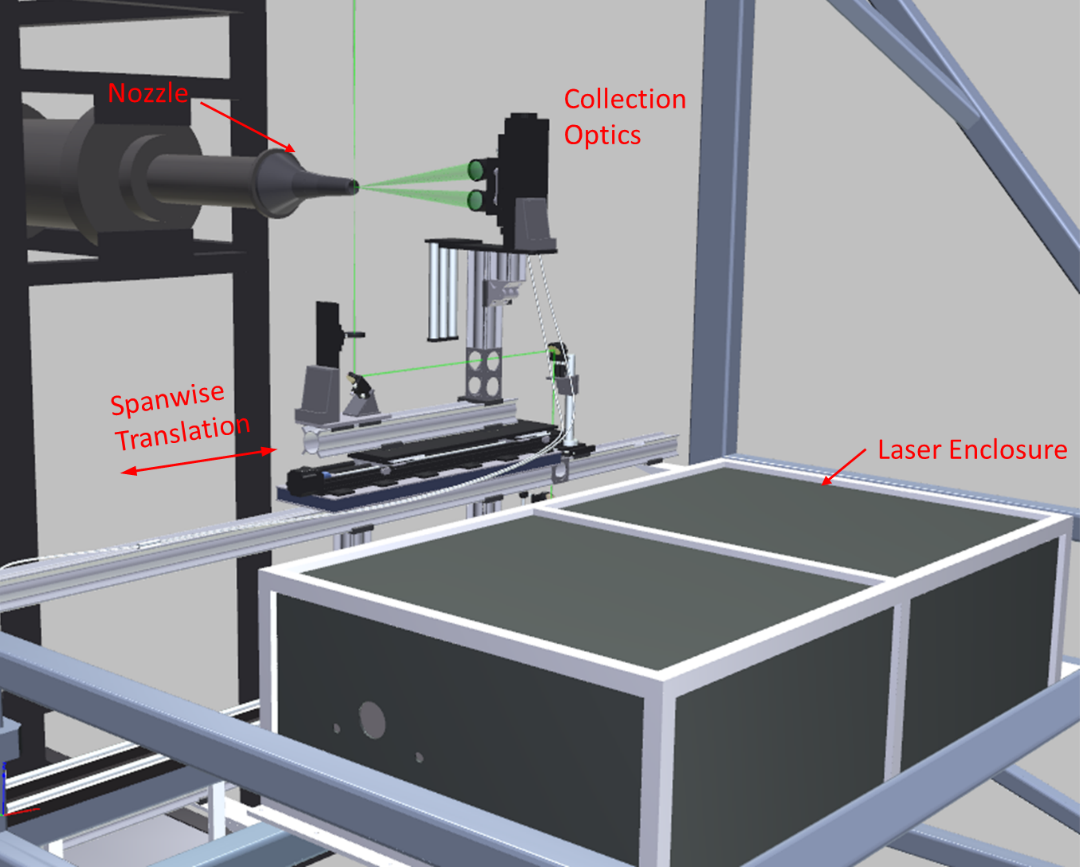 Nozzle
Collection
Optics
Spanwise
Translation
Laser Enclosure